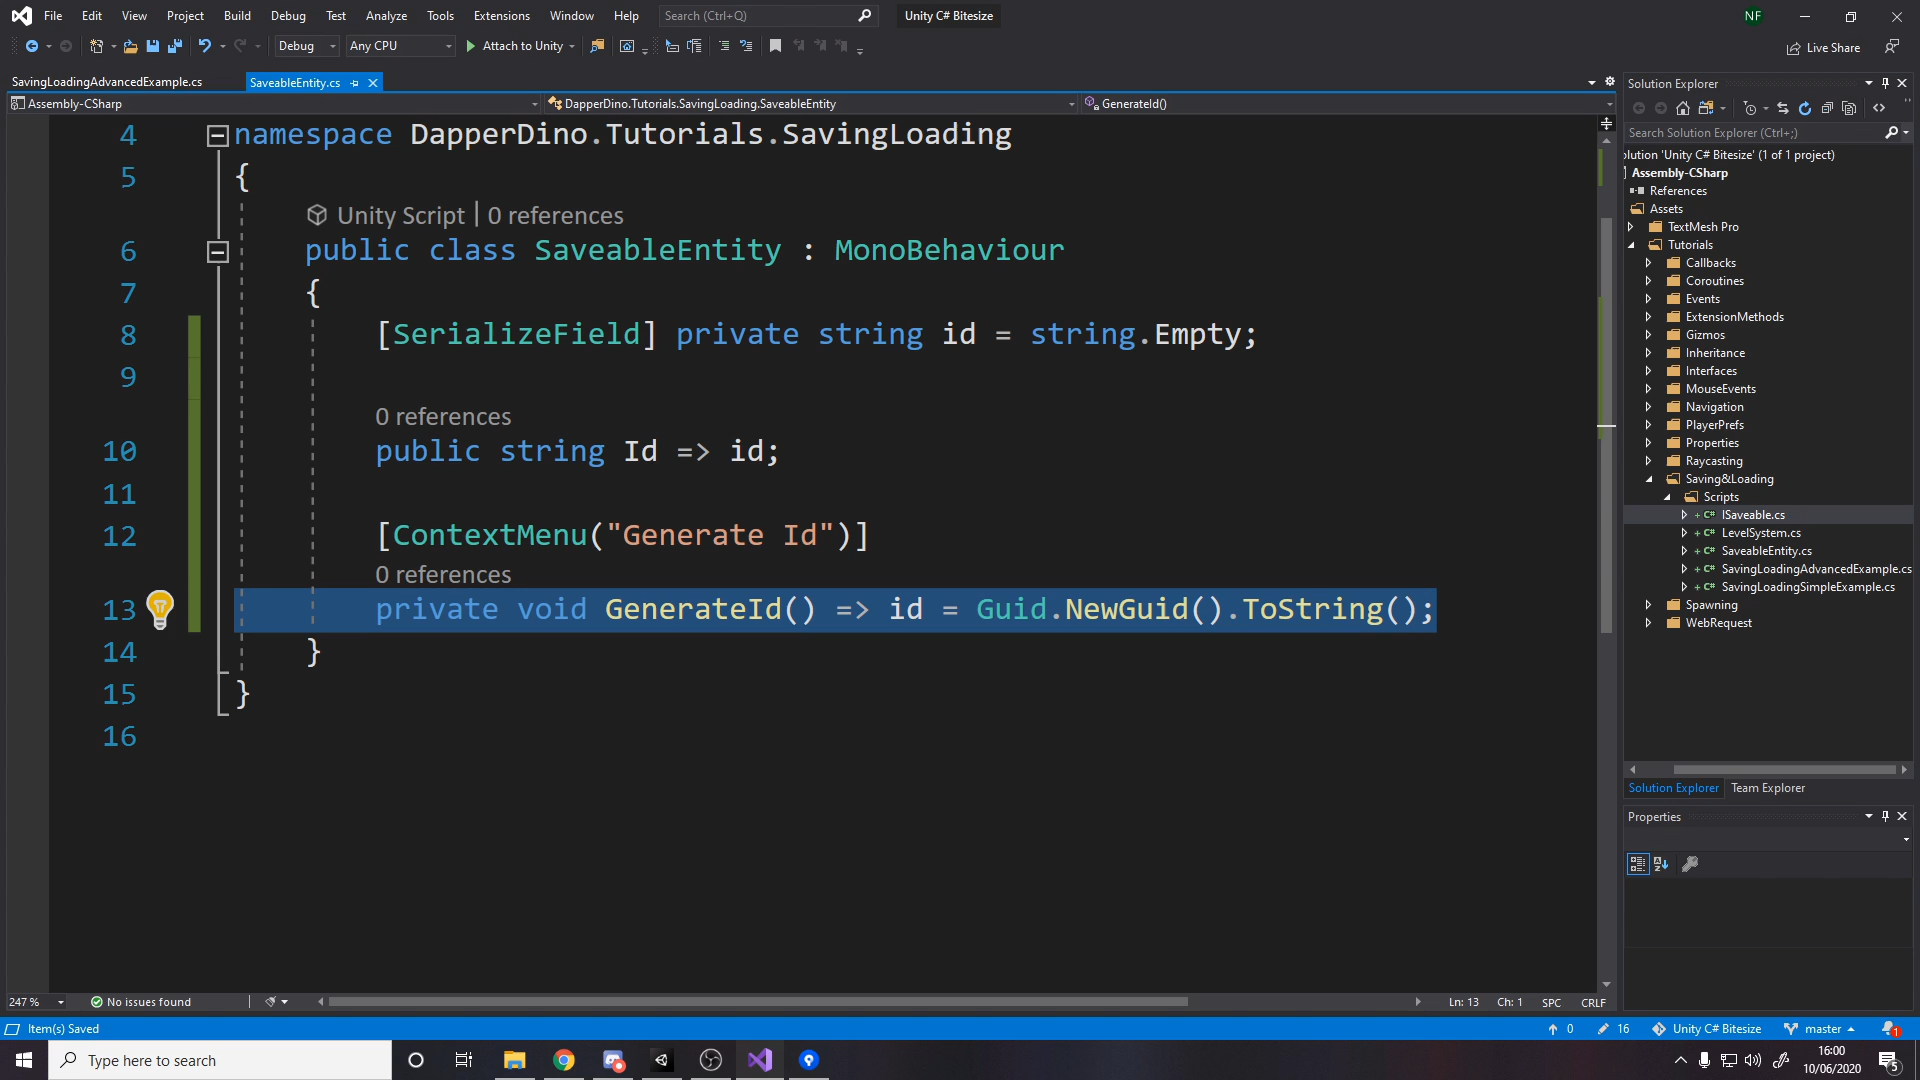 File Edit View Project Build Debug Test Analyze Tools Extensions Window Help Search (Ctrl+Q) Unity C# Bitesize NF
Debug Any CPU Attach to Unity Live Share
SavingLoadingAdvancedExample.cs SaveableEntity.cs
Assembly-CSharp DapperDino.Tutorials.SavingLoading.SaveableEntity GenerateId()
4 namespace DapperDino.Tutorials.SavingLoading
5 {
Unity Script | 0 references
6 public class SaveableEntity : MonoBehaviour
7 {
8 [SerializeField] private string id = string.Empty;
9
0 references
10 public string Id => id;
11
12 [ContextMenu("Generate Id")]
0 references
13 private void GenerateId() => id = Guid.NewGuid().ToString();
14 }
15 }
16
Solution Explorer
Search Solution Explorer (Ctrl+;)
olution 'Unity C# Bitesize' (1 of 1 project)
Assembly-CSharp
References
Assets
TextMesh Pro
Tutorials
Callbacks
Coroutines
Events
ExtensionMethods
Gizmos
Inheritance
Interfaces
MouseEvents
Navigation
PlayerPrefs
Properties
Raycasting
Saving&Loading
Scripts
+ C# ISaveable.cs
+ C# LevelSystem.cs
+ C# SaveableEntity.cs
+ C# SavingLoadingAdvancedExample.cs
+ C# SavingLoadingSimpleExample.cs
Spawning
WebRequest
Solution Explorer Team Explorer
Properties
247 % No issues found Ln: 13 Ch: 1 SPC CRLF
Item(s) Saved 0 16 Unity C# Bitesize master 1
Type here to search
16:00
10/06/2020
5